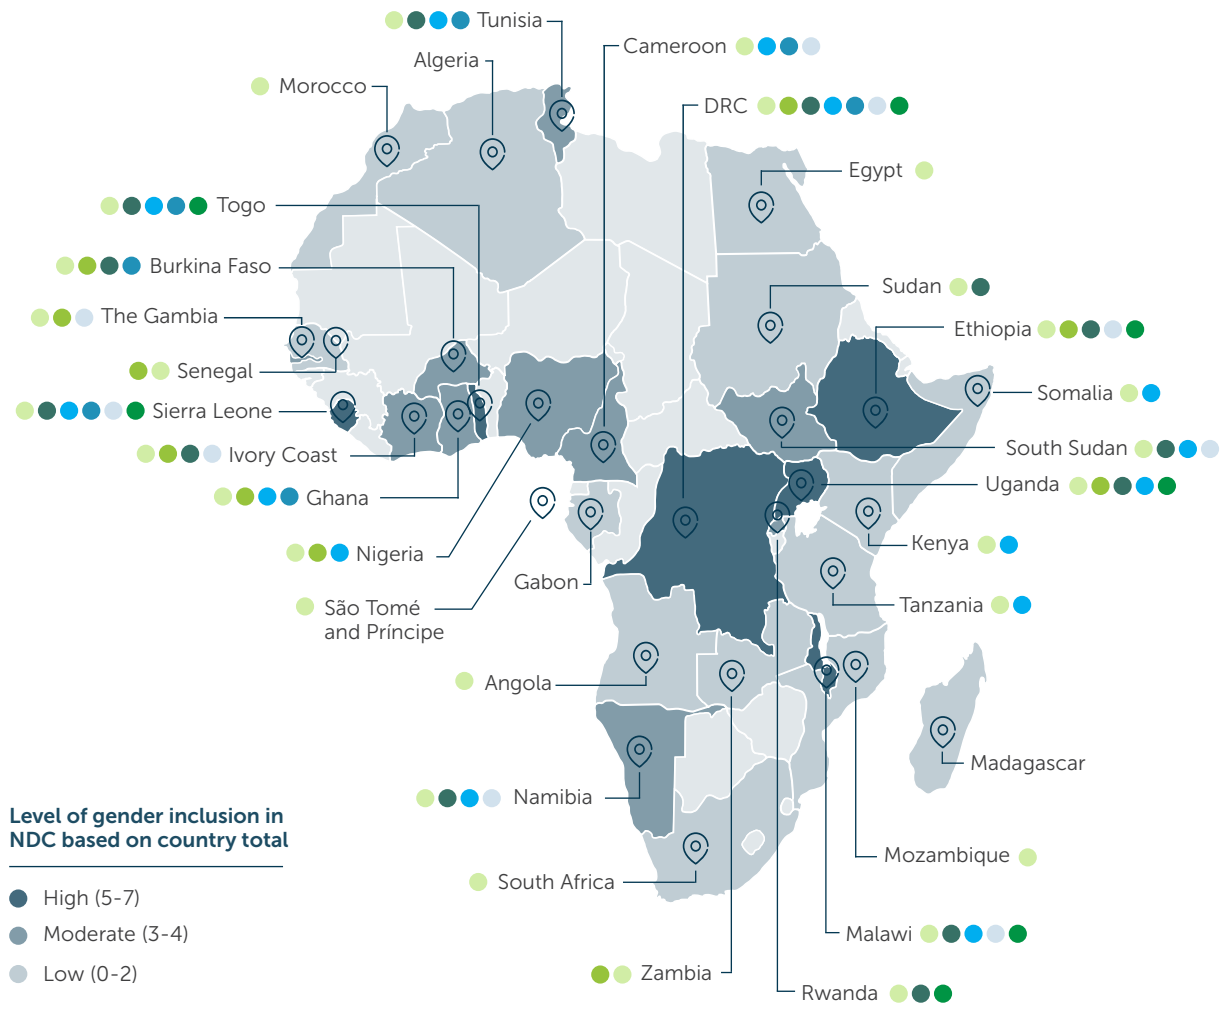 Tunisia
Cameroon
Algeria
Morocco
DRC
Egypt
Togo
Burkina Faso
Sudan
The Gambia
Ethiopia
Senegal
Somalia
Sierra Leone
South Sudan
Ivory Coast
Uganda
Ghana
Kenya
Nigeria
Gabon
Tanzania
São Tomé
and Príncipe
Angola
Madagascar
Namibia
Level of gender inclusion in
NDC based on country total
Mozambique
South Africa
High (5-7)
Moderate (3-4)
Malawi
Low (0-2)
Zambia
Rwanda